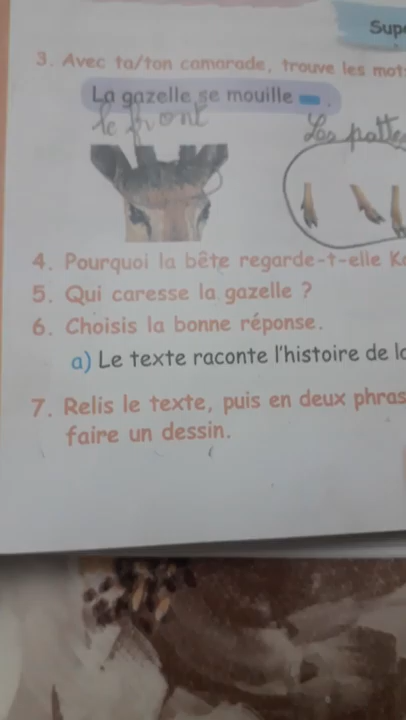 Sup
3. Avec ta/ton camarade, trouve les mot
La gazelle se mouille .
le front
Les patte
4. Pourquoi la bête regarde-t-elle K
5. Qui caresse la gazelle ?
6. Choisis la bonne réponse.
a) Le texte raconte l'histoire de la
7. Relis le texte, puis en deux phras
faire un dessin.